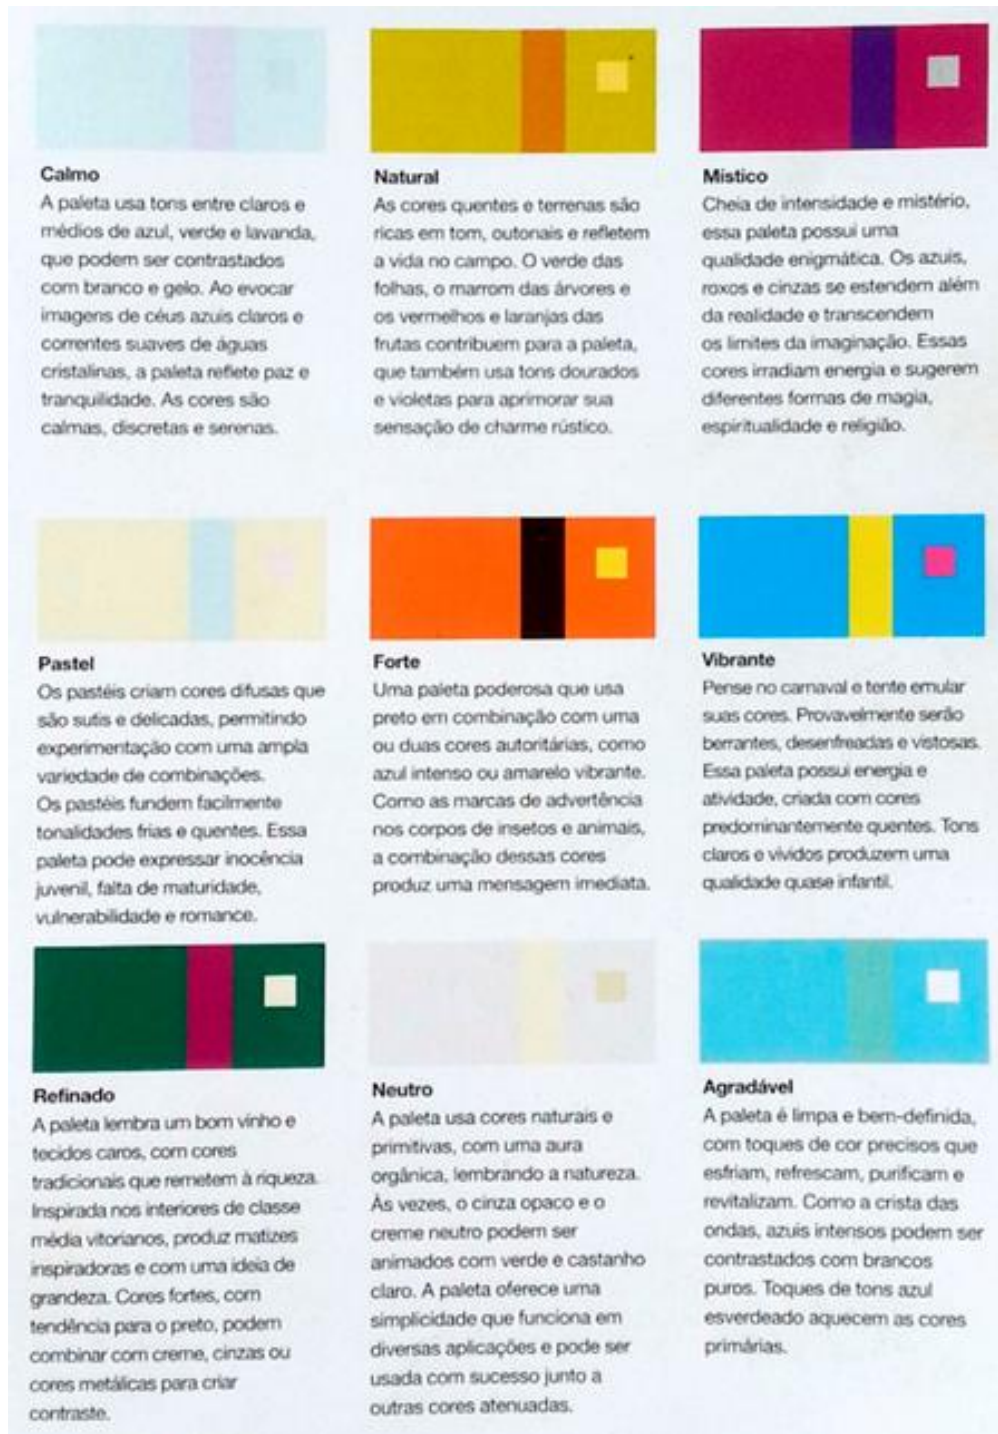 Calmo
A paleta usa tons entre claros e
médios de azul, verde e lavanda,
que podem ser contrastados
com branco e gelo. Ao evocar
imagens de céus azuis claros e
correntes suaves de águas
cristalinas, a paleta reflete paz e
tranquilidade. As cores são
calmas, discretas e serenas.
Natural
As cores quentes e terrenas são
ricas em tom, outonais e refletem
a vida no campo. O verde das
folhas, o marrom das árvores e
os vermelhos e laranjas das
frutas contribuem para a paleta,
que também usa tons dourados
e violetas para aprimorar sua
sensação de charme rústico.
Místico
Cheia de intensidade e mistério,
essa paleta possui uma
qualidade enigmática. Os azuis,
roxos e cinzas se estendem além
da realidade e transcendem
os limites da imaginação. Essas
cores irradiam energia e sugerem
diferentes formas de magia,
espiritualidade e religião.
Pastel
Os pastéis criam cores difusas que
são sutis e delicadas, permitindo
experimentação com uma ampla
variedade de combinações.
Os pastéis fundem facilmente
tonalidades frias e quentes. Essa
paleta pode expressar inocência
juvenil, falta de maturidade,
vulnerabilidade e romance.
Forte
Uma paleta poderosa que usa
preto em combinação com uma
ou duas cores autoritárias, como
azul intenso ou amarelo vibrante.
Como as marcas de advertência
nos corpos de insetos e animais,
a combinação dessas cores
produz uma mensagem imediata.
Vibrante
Pense no carnaval e tente emular
suas cores. Provavelmente serão
berrantes, desenfreadas e vistosas.
Essa paleta possui energia e
atividade, criada com cores
predominantemente quentes. Tons
claros e vívidos produzem uma
qualidade quase infantil.
Refinado
A paleta lembra um bom vinho e
tecidos caros, com cores
tradicionais que remetem à riqueza.
Inspirada nos interiores de classe
média vitorianos, produz matizes
inspiradoras e com uma ideia de
grandeza. Cores fortes, com
tendência para o preto, podem
combinar com creme, cinzas ou
cores metálicas para criar
contraste.
Neutro
A paleta usa cores naturais e
primitivas, com uma aura
orgânica, lembrando a natureza.
Às vezes, o cinza opaco e o
creme neutro podem ser
animados com verde e castanho
claro. A paleta oferece uma
simplicidade que funciona em
diversas aplicações e pode ser
usada com sucesso junto a
outras cores atenuadas.
Agradável
A paleta é limpa e bem-definida,
com toques de cor precisos que
esfriam, refrescam, purificam e
revitalizam. Como a crista das
ondas, azuis intensos podem ser
contrastados com brancos
puros. Toques de tons azul
esverdeado aquecem as cores
primárias.